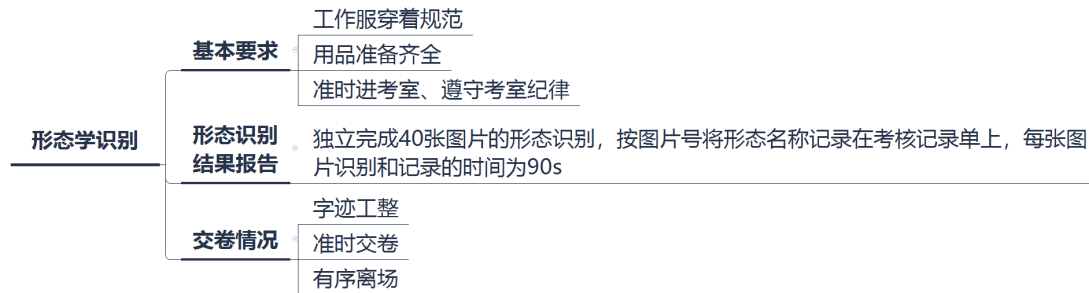 形态学识别
基本要求
工作服穿着规范
用品准备齐全
准时进考室、遵守考室纪律
形态识别
结果报告
独立完成40张图片的形态识别，按图片号将形态名称记录在考核记录单上，每张图
片识别和记录的时间为90s
交卷情况
字迹工整
准时交卷
有序离场